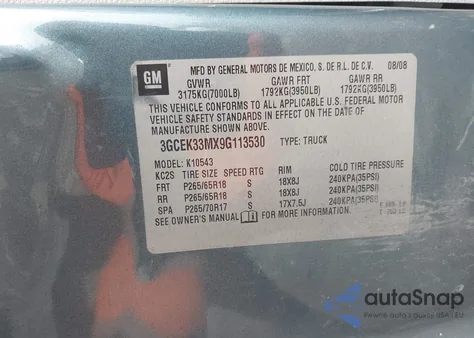 GM
MFD BY GENERAL MOTORS DE MEXICO, S DE R.L. DE C.V. 08/08
GVWR GAWR FRT GAWR RR
3175KG(7000LB) 1792KG(3950LB) 1792KG(3950LB)
THIS VEHICLE CONFORMS TO ALL APPLICABLE U.S. FEDERAL MOTOR
VEHICLE SAFETY STANDARDS IN EFFECT ON THE DATE OF
MANUFACTURE SHOWN ABOVE.
3GCEK33MX9G113530 TYPE: TRUCK
MODEL: K10543
KC2S TIRE SIZE SPEED RTG RIM COLD TIRE PRESSURE
FRT P265/65R18 S 18X8J 240KPA(35PSI)
RR P265/65R18 S 18X8J 240KPA(35PSI)
SPA P265/70R17 S 17X7.5J 240KPA(35PSI)
SEE OWNER'S MANUAL FOR MORE INFORMATION.
autoSnap
USA I EU